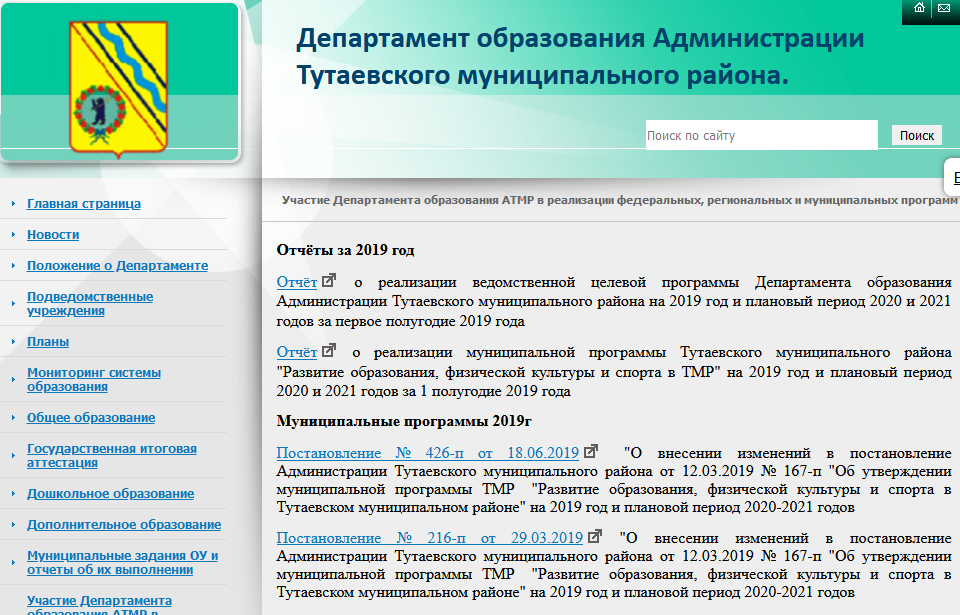 Департамент образования Администрации
Тутаевского муниципального района.
Поиск по сайту
Поиск
Главная страница
Новости
Положение о Департаменте
Подведомственные
учреждения
Планы
Мониторинг системы
образования
Общее образование
Государственная итоговая
аттестация
Дошкольное образование
Дополнительное образование
Муниципальные задания ОУ и
отчеты об их выполнении
Участие Департамента
образования АТМР в
Участие Департамента образования АТМР в реализации федеральных, региональных и муниципальных программ
Отчёты за 2019 год
Отчёт о реализации ведомственной целевой программы Департамента образования
Администрации Тутаевского муниципального района на 2019 год и плановый период 2020 и 2021
годов за первое полугодие 2019 года
Отчёт о реализации муниципальной программы Тутаевского муниципального района
"Развитие образования, физической культуры и спорта в ТМР" на 2019 год и плановый период
2020 и 2021 годов за 1 полугодие 2019 года
Муниципальные программы 2019г
Постановление № 426-п от 18.06.2019 "О внесении изменений в постановление
Администрации Тутаевского муниципального района от 12.03.2019 № 167-п "Об утверждении
муниципальной программы ТМР "Развитие образования, физической культуры и спорта в
Тутаевском муниципальном районе" на 2019 год и плановой период 2020-2021 годов
Постановление № 216-п от 29.03.2019 "О внесении изменений в постановление
Администрации Тутаевского муниципального района от 12.03.2019 № 167-п "Об утверждении
муниципальной программы ТМР "Развитие образования, физической культуры и спорта в
Тутаевском муниципальном районе" на 2019 год и плановой период 2020-2021 годов